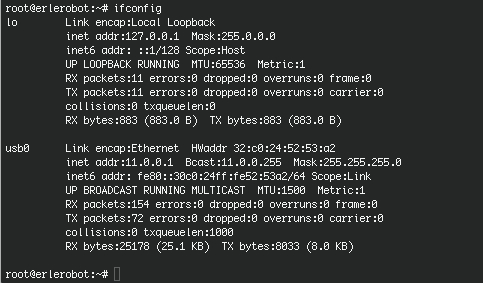 root@erlerobot:~# ifconfig
lo        Link encap:Local Loopback
          inet addr:127.0.0.1  Mask:255.0.0.0
          inet6 addr: ::1/128 Scope:Host
          UP LOOPBACK RUNNING  MTU:65536  Metric:1
          RX packets:11 errors:0 dropped:0 overruns:0 frame:0
          TX packets:11 errors:0 dropped:0 overruns:0 carrier:0
          collisions:0 txqueuelen:0
          RX bytes:883 (883.0 B)  TX bytes:883 (883.0 B)

usb0      Link encap:Ethernet  HWaddr 32:c0:24:52:53:a2
          inet addr:11.0.0.1  Bcast:11.0.0.255  Mask:255.255.255.0
          inet6 addr: fe80::30c0:24ff:fe52:53a2/64 Scope:Link
          UP BROADCAST RUNNING MULTICAST  MTU:1500  Metric:1
          RX packets:154 errors:0 dropped:0 overruns:0 frame:0
          TX packets:72 errors:0 dropped:0 overruns:0 carrier:0
          collisions:0 txqueuelen:1000
          RX bytes:25178 (25.1 KB)  TX bytes:8033 (8.0 KB)

root@erlerobot:~#